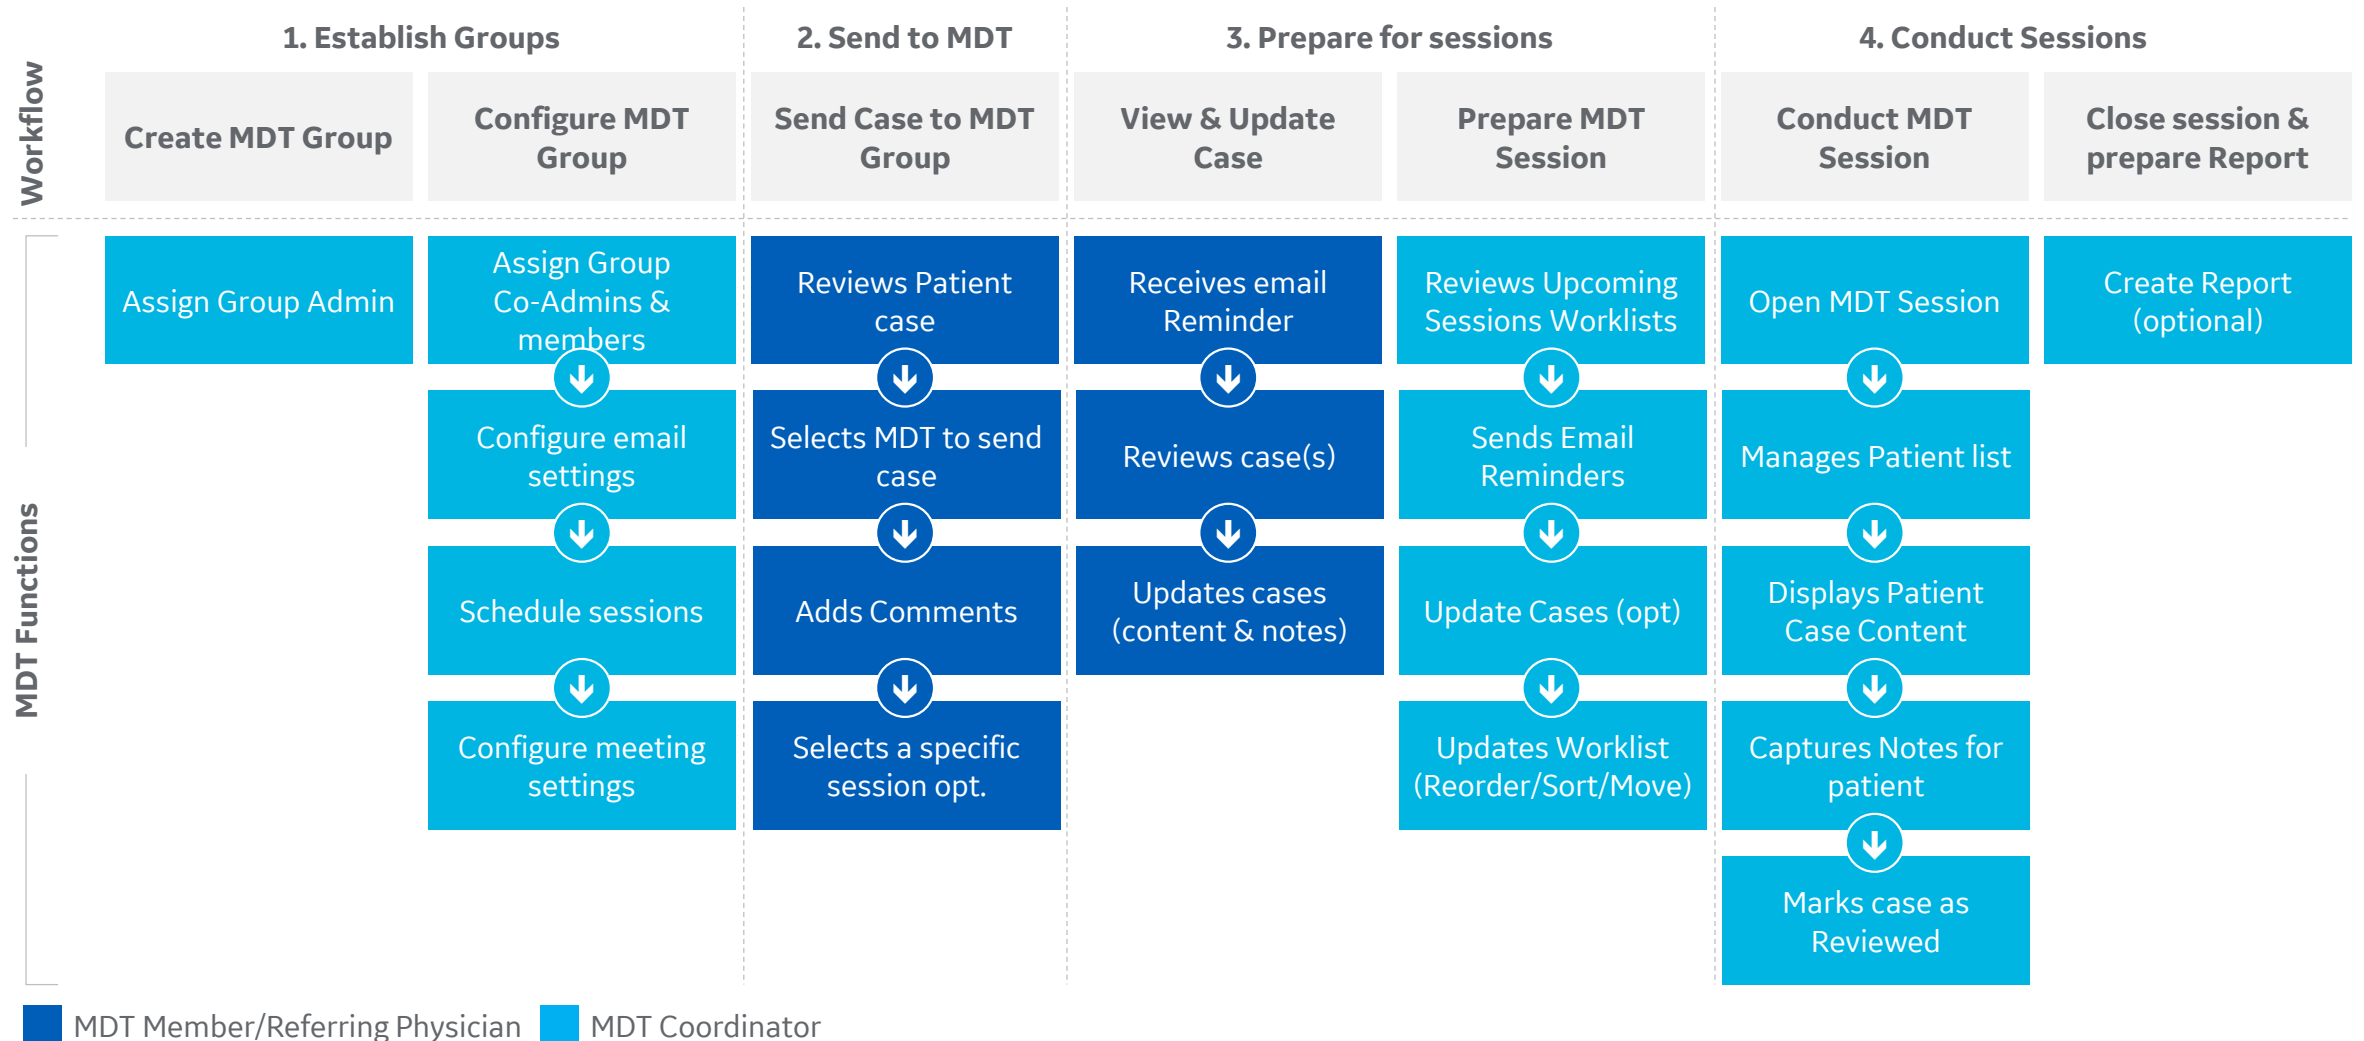 1. Establish Groups
2. Send to MDT
3. Prepare for sessions
4. Conduct Sessions
Workflow
Create MDT Group
Configure MDT
Group
Send Case to MDT
Group
View & Update
Case
Prepare MDT
Session
Conduct MDT
Session
Close session &
prepare Report
MDT Functions
Assign Group Admin
Assign Group
Co-Admins &
members
Configure email
settings
Schedule sessions
Configure meeting
settings
Reviews Patient
case
Selects MDT to send
case
Adds Comments
Selects a specific
session opt.
Receives email
Reminder
Reviews case(s)
Updates cases
(content & notes)
Reviews Upcoming
Sessions Worklists
Sends Email
Reminders
Update Cases (opt)
Updates Worklist
(Reorder/Sort/Move)
Open MDT Session
Manages Patient list
Displays Patient
Case Content
Captures Notes for
patient
Marks case as
Reviewed
Create Report
(optional)
MDT Member/Referring Physician
MDT Coordinator